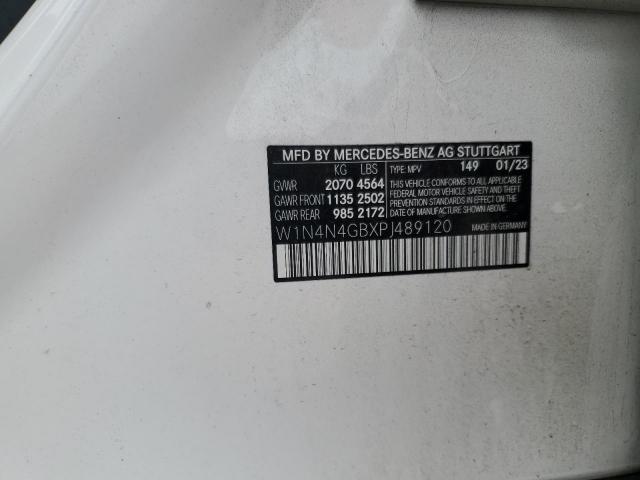 MFD BY MERCEDES-BENZ AG STUTTGART
KG LBS TYPE: MPV 149 01/23
GVWR 2070 4564 THIS VEHICLE CONFORMS TO ALL APPLICABLE
GAWR FRONT 1135 2502 FEDERAL MOTOR VEHICLE SAFETY AND THEFT
GAWR REAR 985 2172 PREVENTION STANDARDS IN EFFECT ON THE
DATE OF MANUFACTURE SHOWN ABOVE.
W1N4N4GBXPJ489120 MADE IN GERMANY